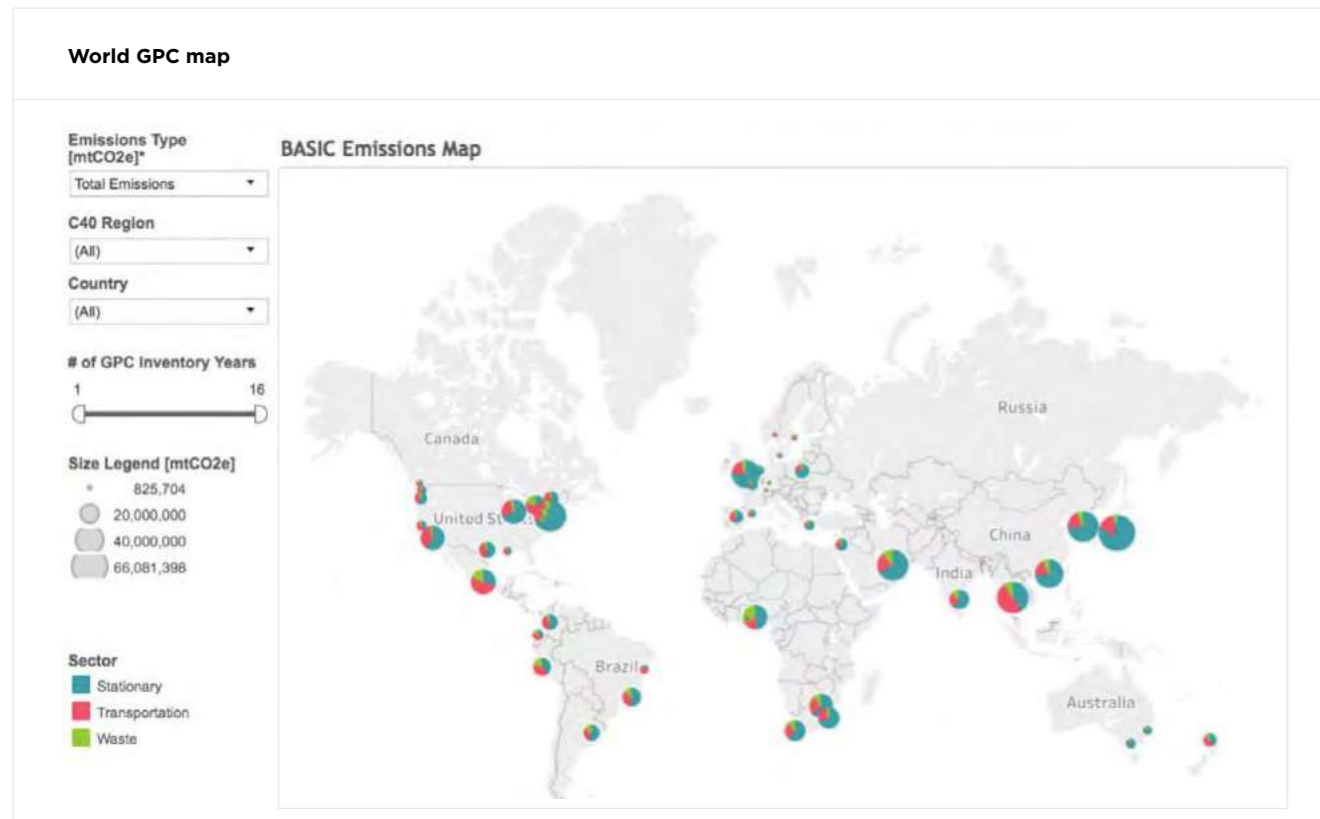 World GPC map
Emissions Type
[mtCO2e]*
Total Emissions
C40 Region
(All)
Country
(All)
# of GPC Inventory Years
1 16
Size Legend [mtCO2e]
825,704
20,000,000
40,000,000
66,081,398
Sector
Stationary
Transportation
Waste
BASIC Emissions Map
Canada
Russia
United St
China
India
Brazil
Australia